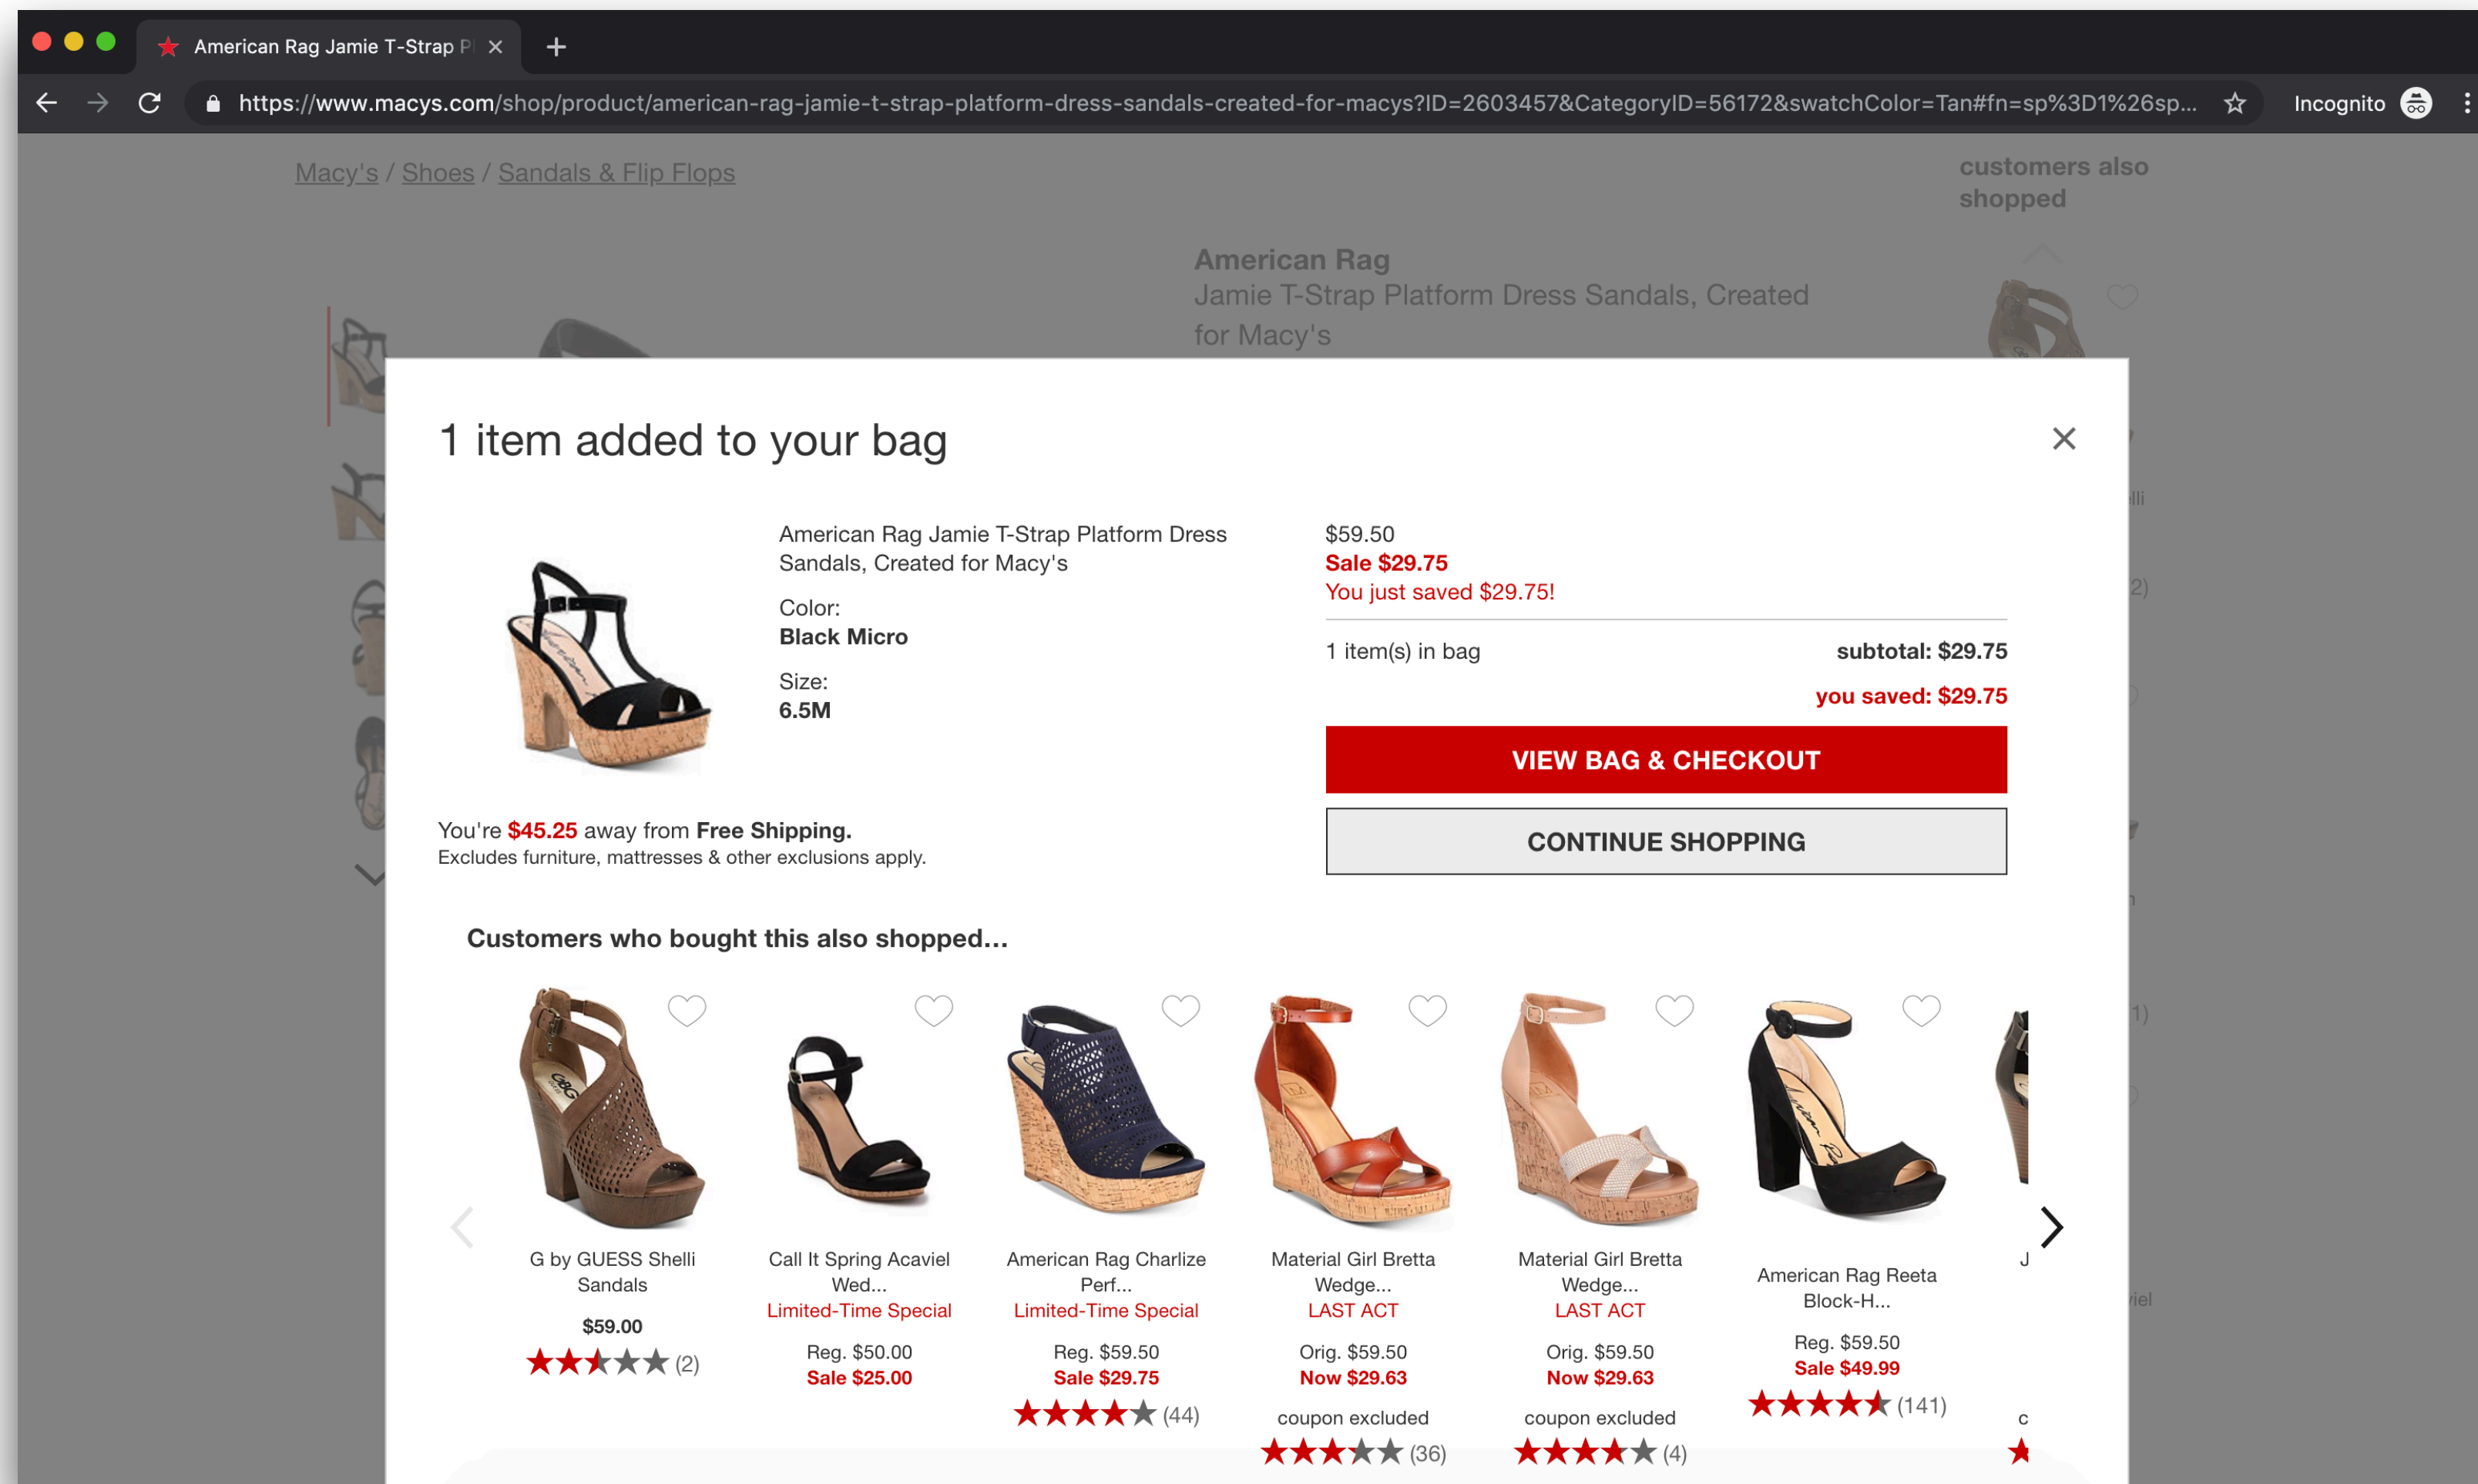 American Rag Jamie T-Strap P
https://www.macys.com/shop/product/american-rag-jamie-t-strap-platform-dress-sandals-created-for-macys?ID=2603457&CategoryID=56172&swatchColor=Tan#fn=sp%3D1%26sp...
Incognito
Macy's / Shoes / Sandals & Flip Flops
customers also
shopped
American Rag
Jamie T-Strap Platform Dress Sandals, Created
for Macy's
1 item added to your bag
American Rag Jamie T-Strap Platform Dress
Sandals, Created for Macy's
Color:
Black Micro
Size:
6.5M
$59.50
Sale $29.75
You just saved $29.75!
1 item(s) in bag
subtotal: $29.75
you saved: $29.75
VIEW BAG & CHECKOUT
CONTINUE SHOPPING
You're $45.25 away from Free Shipping.
Excludes furniture, mattresses & other exclusions apply.
Customers who bought this also shopped...
G by GUESS Shelli
Sandals
$59.00
(2)
Call It Spring Acaviel
Wed...
Limited-Time Special
Reg. $50.00
Sale $25.00
American Rag Charlize
Perf...
Limited-Time Special
Reg. $59.50
Sale $29.75
(44)
Material Girl Bretta
Wedge...
LAST ACT
Orig. $59.50
Now $29.63
coupon excluded
(36)
Material Girl Bretta
Wedge...
LAST ACT
Orig. $59.50
Now $29.63
coupon excluded
(4)
American Rag Reeta
Block-H...
Reg. $59.50
Sale $49.99
(141)